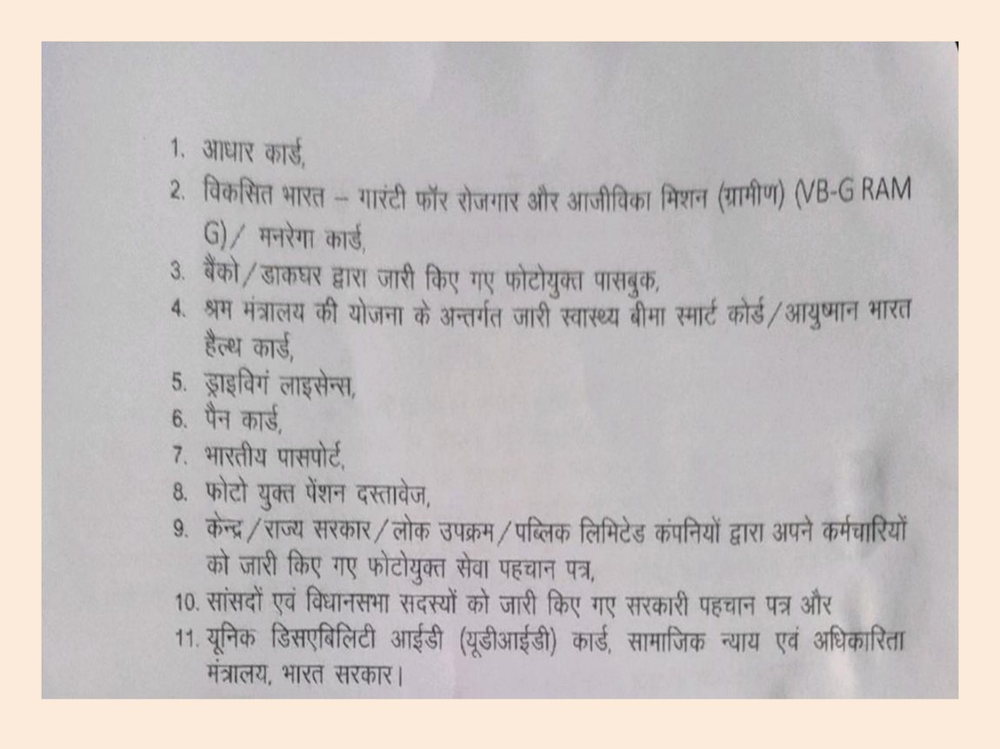 1. आधार कार्ड,
2. विकसित भारत – गारंटी फॉर रोजगार और आजीविका मिशन (ग्रामीण) (VB-G RAM
G)/ मनरेगा कार्ड,
3. बैंको/डाकघर द्वारा जारी किए गए फोटोयुक्त पासबुक,
4. श्रम मंत्रालय की योजना के अन्तर्गत जारी स्वास्थ्य बीमा स्मार्ट कोर्ड/आयुष्मान भारत
हैल्थ कार्ड,
5. ड्राइविगं लाइसेन्स,
6. पैन कार्ड,
7. भारतीय पासपोर्ट,
8. फोटो युक्त पेंशन दस्तावेज,
9. केन्द्र/राज्य सरकार/लोक उपक्रम/पब्लिक लिमिटेड कंपनियों द्वारा अपने कर्मचारियों
को जारी किए गए फोटोयुक्त सेवा पहचान पत्र,
10. सांसदों एवं विधानसभा सदस्यों को जारी किए गए सरकारी पहचान पत्र और
11. यूनिक डिसएबिलिटी आईडी (यूडीआईडी) कार्ड, सामाजिक न्याय एवं अधिकारिता
मंत्रालय, भारत सरकार।